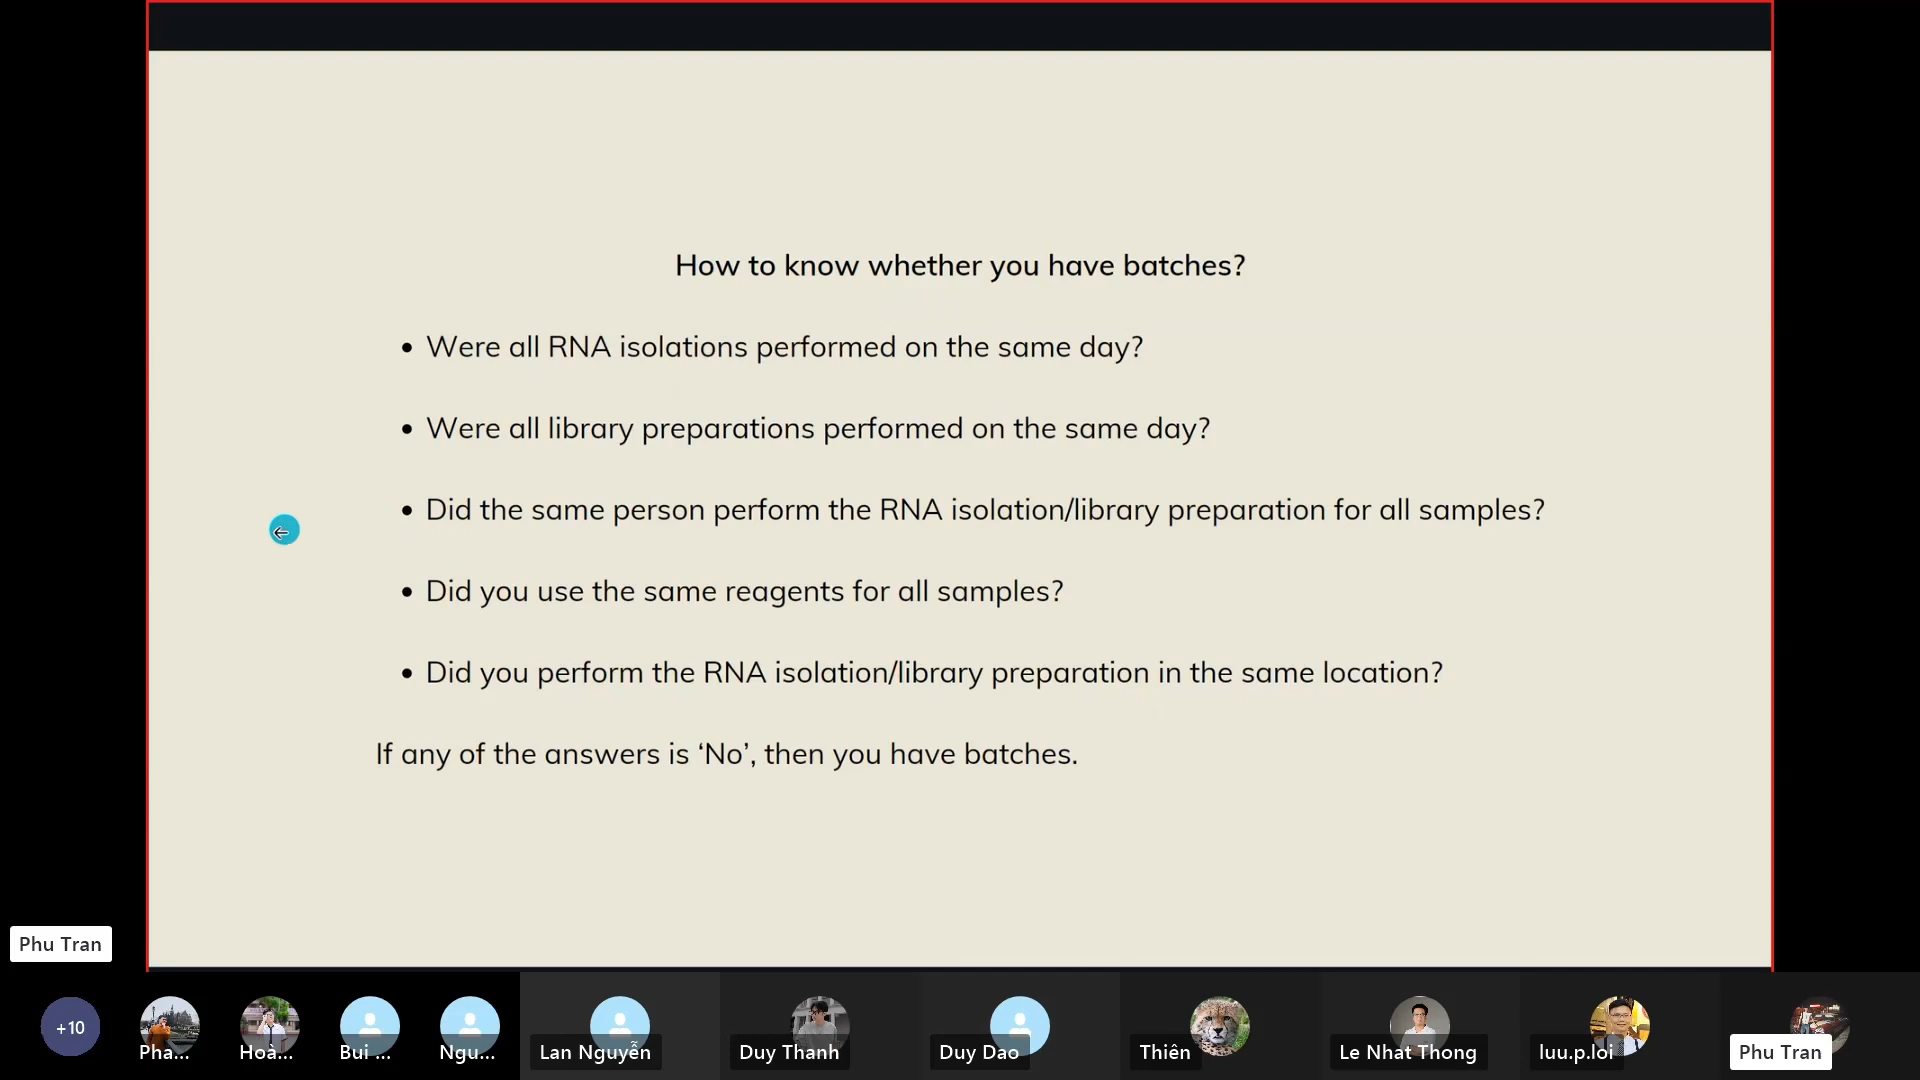 How to know whether you have batches?
• Were all RNA isolations performed on the same day?
• Were all library preparations performed on the same day?
• Did the same person perform the RNA isolation/library preparation for all samples?
• Did you use the same reagents for all samples?
• Did you perform the RNA isolation/library preparation in the same location?
If any of the answers is ‘No’, then you have batches.
Phu Tran
+10
Pha...
Hoà...
Bui ...
Ngu...
Lan Nguyễn
Duy Thanh
Duy Dao
Thiên
Le Nhat Thong
luu.p.loi
Phu Tran